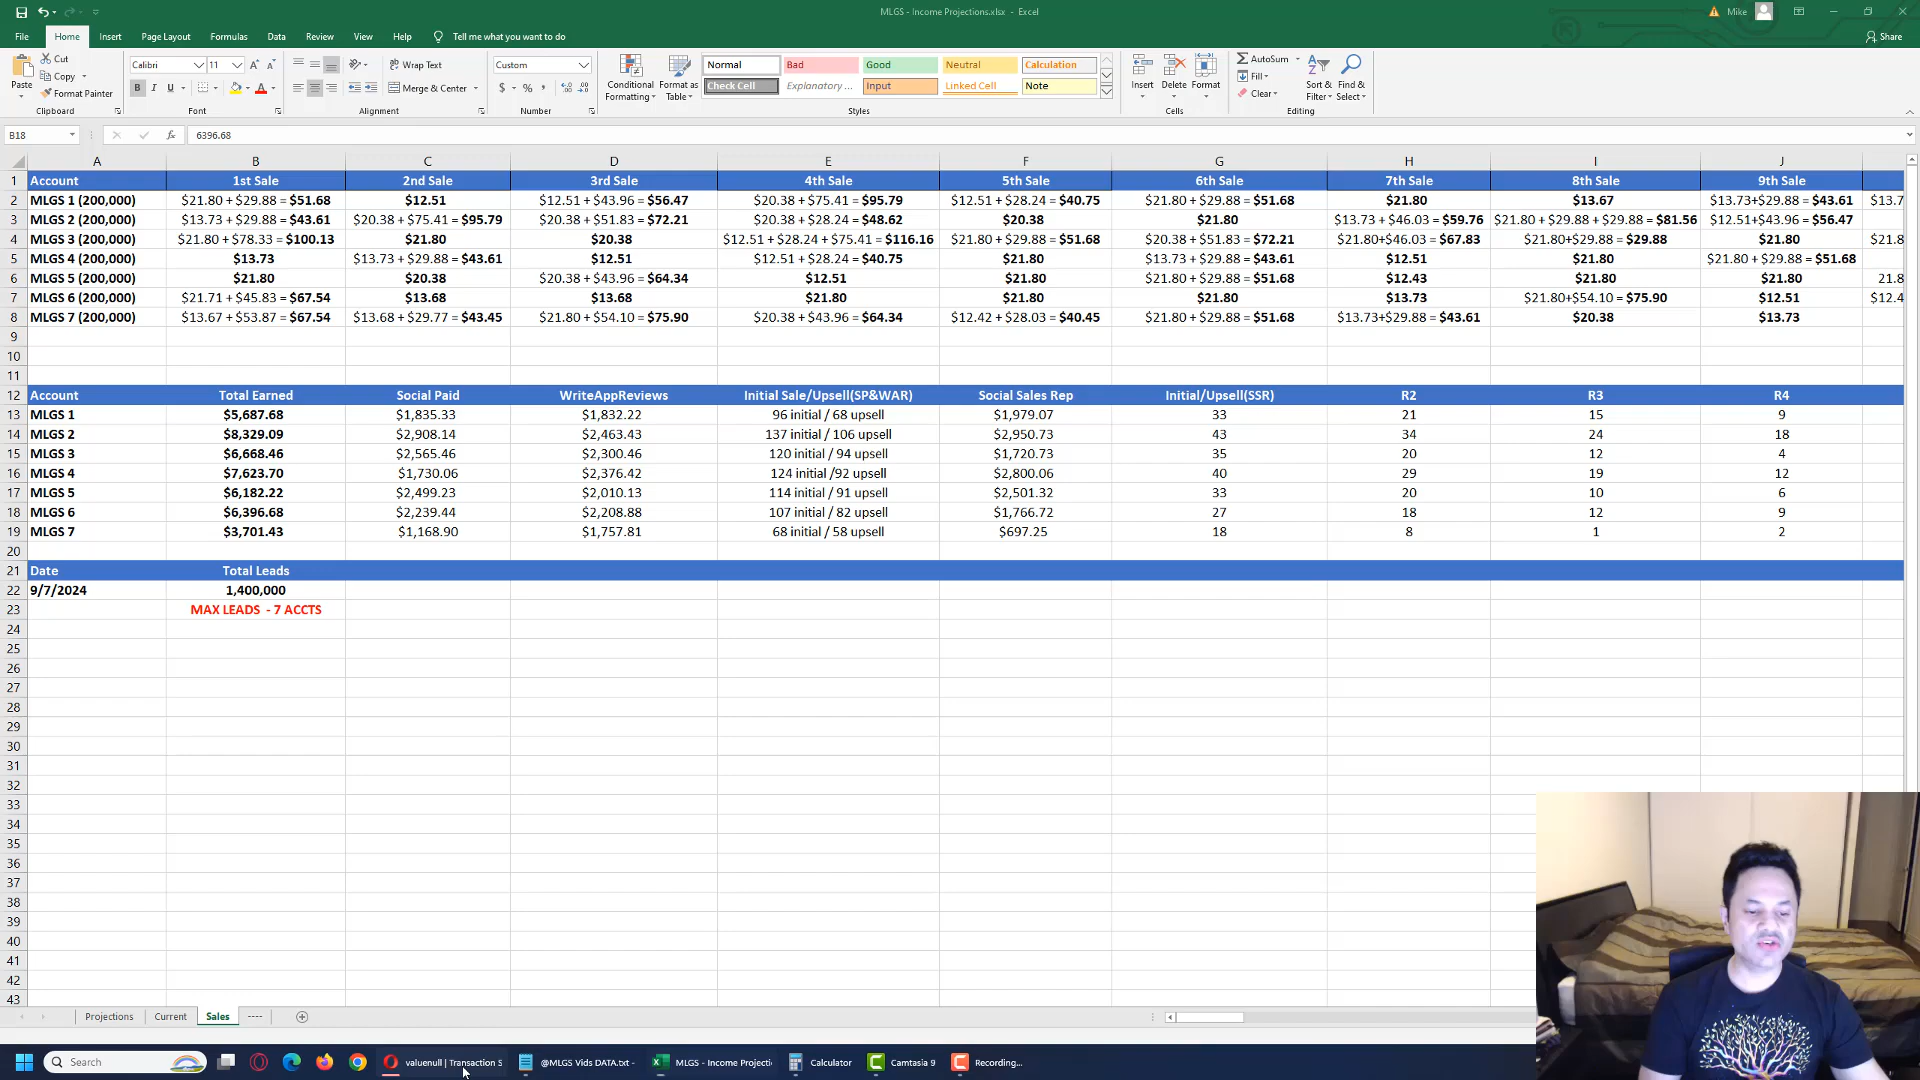 MLGS - Income Projections.xlsx - Excel
Mike
File Home Insert Page Layout Formulas Data Review View Help Tell me what you want to do
Share
Paste
Cut
Copy
Format Painter
Clipboard
Calibri 11
B I U
Font
Wrap Text
Merge & Center
Alignment
Custom
$ % ,
Number
Conditional Formatting
Format as Table
Normal Bad Good Neutral Calculation
Check Cell Explanatory ... Input Linked Cell Note
Styles
Insert Delete Format
Cells
AutoSum
Fill
Clear
Sort & Filter
Find & Select
Editing
B18 fx 6396.68
A B C D E F G H I J
1 Account 1st Sale 2nd Sale 3rd Sale 4th Sale 5th Sale 6th Sale 7th Sale 8th Sale 9th Sale
2 MLGS 1 (200,000) $21.80 + $29.88 = $51.68 $12.51 $12.51 + $43.96 = $56.47 $20.38 + $75.41 = $95.79 $12.51 + $28.24 = $40.75 $21.80 + $29.88 = $51.68 $21.80 $13.67 $13.73+$29.88 = $43.61 $13.7
3 MLGS 2 (200,000) $13.73 + $29.88 = $43.61 $20.38 + $75.41 = $95.79 $20.38 + $51.83 = $72.21 $20.38 + $28.24 = $48.62 $20.38 $21.80 $13.73 + $46.03 = $59.76 $21.80 + $29.88 + $29.88 = $81.56 $12.51+$43.96 = $56.47
4 MLGS 3 (200,000) $21.80 + $78.33 = $100.13 $21.80 $20.38 $12.51 + $28.24 + $75.41 = $116.16 $21.80 + $29.88 = $51.68 $20.38 + $51.83 = $72.21 $21.80+$46.03 = $67.83 $21.80+$29.88 = $29.88 $21.80 $21.8
5 MLGS 4 (200,000) $13.73 $13.73 + $29.88 = $43.61 $12.51 $12.51 + $28.24 = $40.75 $21.80 $13.73 + $29.88 = $43.61 $12.51 $21.80 $21.80 + $29.88 = $51.68
6 MLGS 5 (200,000) $21.80 $20.38 $20.38 + $43.96 = $64.34 $12.51 $21.80 $21.80 + $29.88 = $51.68 $12.43 $21.80 $21.80 21.8
7 MLGS 6 (200,000) $21.71 + $45.83 = $67.54 $13.68 $13.68 $21.80 $21.80 $21.80 $13.73 $21.80+$54.10 = $75.90 $12.51 $12.4
8 MLGS 7 (200,000) $13.67 + $53.87 = $67.54 $13.68 + $29.77 = $43.45 $21.80 + $54.10 = $75.90 $20.38 + $43.96 = $64.34 $12.42 + $28.03 = $40.45 $21.80 + $29.88 = $51.68 $13.73+$29.88 = $43.61 $20.38 $13.73
9
10
11
12 Account Total Earned Social Paid WriteAppReviews Initial Sale/Upsell(SP&WAR) Social Sales Rep Initial/Upsell(SSR) R2 R3 R4
13 MLGS 1 $5,687.68 $1,835.33 $1,832.22 96 initial / 68 upsell $1,979.07 33 21 15 9
14 MLGS 2 $8,329.09 $2,908.14 $2,463.43 137 initial / 106 upsell $2,950.73 43 34 24 18
15 MLGS 3 $6,668.46 $2,565.46 $2,300.46 120 initial / 94 upsell $1,720.73 35 20 12 4
16 MLGS 4 $7,623.70 $1,730.06 $2,376.42 124 initial /92 upsell $2,800.06 40 29 19 12
17 MLGS 5 $6,182.22 $2,499.23 $2,010.13 114 initial / 91 upsell $2,501.32 33 20 10 6
18 MLGS 6 $6,396.68 $2,239.44 $2,208.88 107 initial / 82 upsell $1,766.72 27 18 12 9
19 MLGS 7 $3,701.43 $1,168.90 $1,757.81 68 initial / 58 upsell $697.25 18 8 1 2
20
21 Date Total Leads
22 9/7/2024 1,400,000
23 MAX LEADS - 7 ACCTS
24
25
26
27
28
29
30
31
32
33
34
35
36
37
38
39
40
41
42
43
Projections Current Sales ----
Search
valuenull | Transaction S
@MLGS Vids DATA.txt -
MLGS - Income Projecti
Calculator
Camtasia 9
Recording...